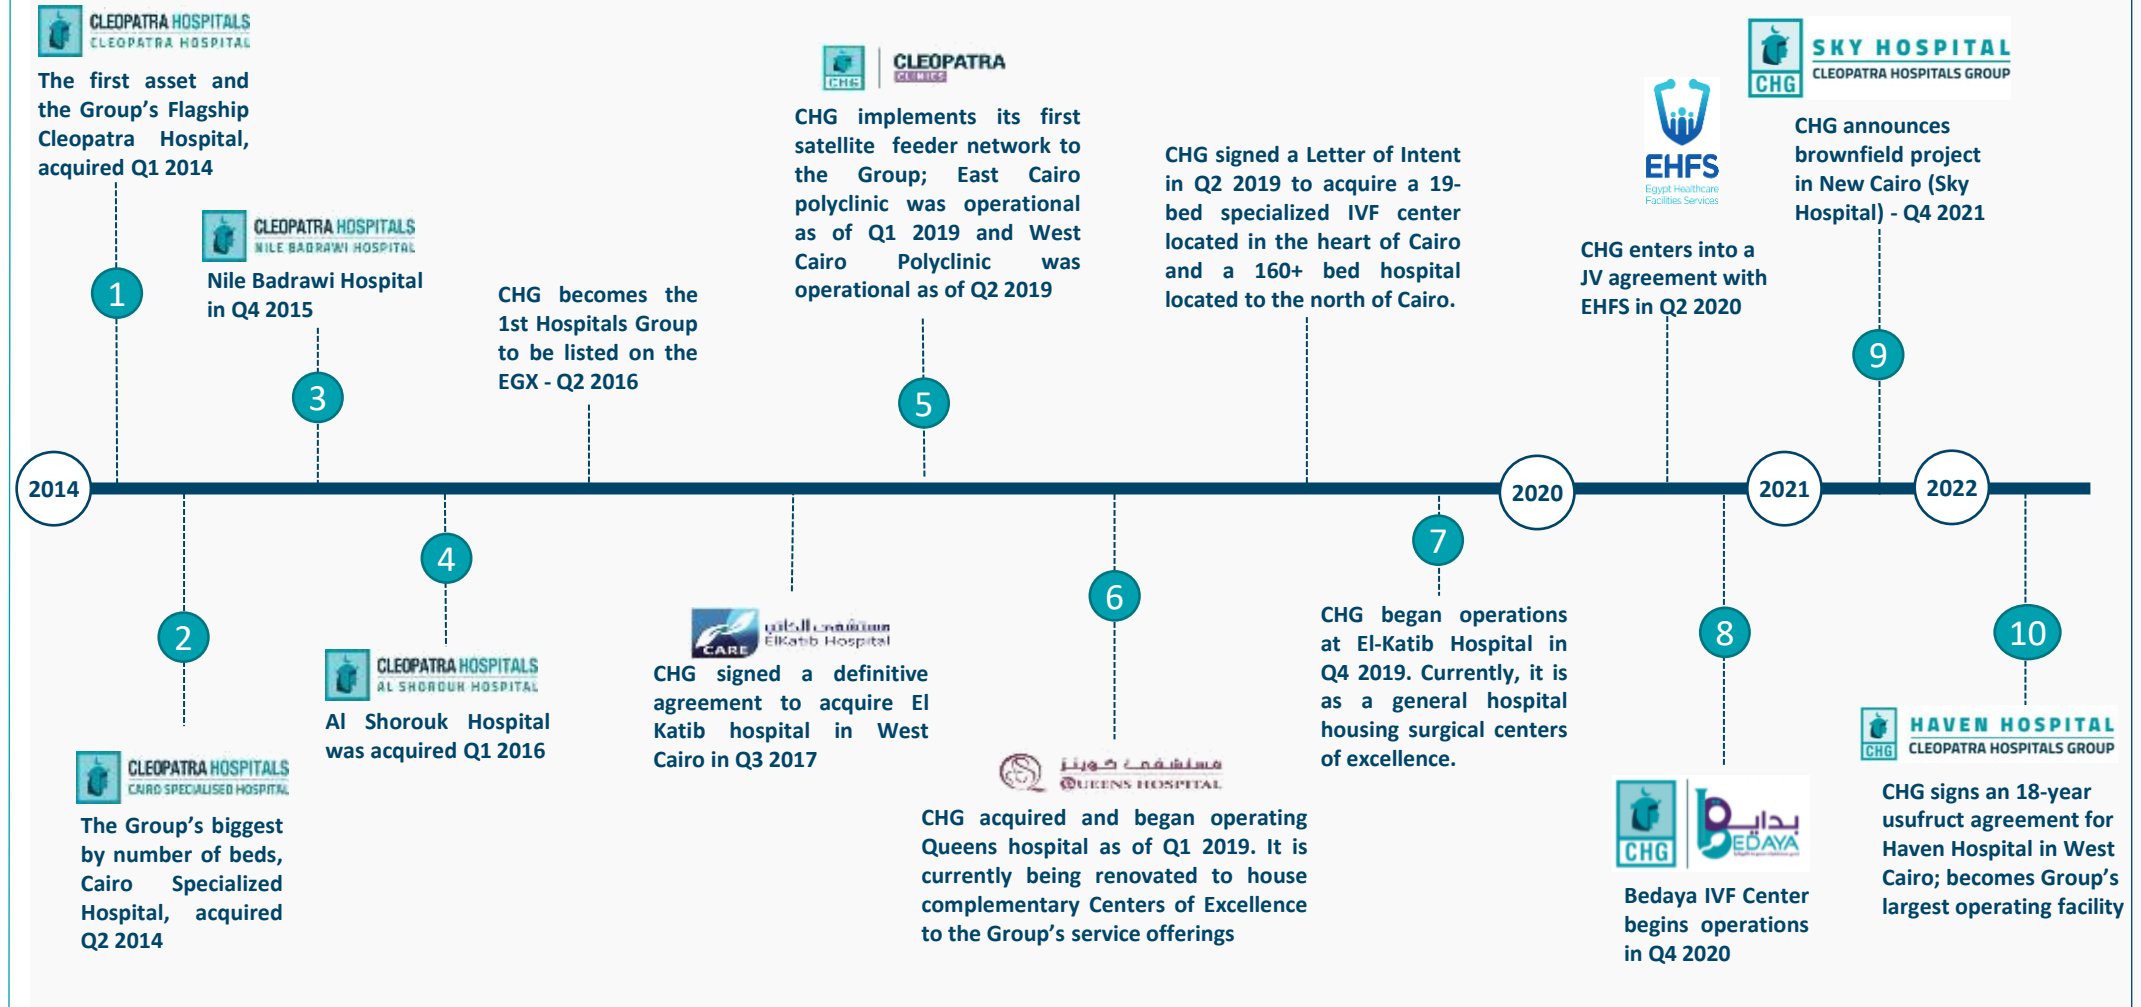 CLEOPATRA HOSPITALS
CLEOPATRA HOSPITAL
The first asset and
the Group's Flagship
Cleopatra Hospital,
acquired Q1 2014
1
CLEOPATRA HOSPITALS
NILE BADRAWI HOSPITAL
Nile Badrawi Hospital
in Q4 2015
3
CHG becomes the
1st Hospitals Group
to be listed on the
EGX - Q2 2016
CHG
CLEOPATRA
CLINICS
CHG implements its first
satellite feeder network to
the Group; East Cairo
polyclinic was operational
as of Q1 2019 and West
Cairo Polyclinic was
operational as of Q2 2019
5
CHG signed a Letter of Intent
in Q2 2019 to acquire a 19-
bed specialized IVF center
located in the heart of Cairo
and a 160+ bed hospital
located to the north of Cairo.
EHFS
Egypt Healthcare
Facilities Services
CHG enters into a
JV agreement with
EHFS in Q2 2020
CHG
SKY HOSPITAL
CLEOPATRA HOSPITALS GROUP
CHG announces
brownfield project
in New Cairo (Sky
Hospital) - Q4 2021
9
2014
2020
2021
2022
2
CLEOPATRA HOSPITALS
CAIRO SPECIALISED HOSPITAL
The Group's biggest
by number of beds,
Cairo Specialized
Hospital, acquired
Q2 2014
4
CLEOPATRA HOSPITALS
AL SHOROUK HOSPITAL
Al Shorouk Hospital
was acquired Q1 2016
CARE
مستشفى الكاتب
ElKatib Hospital
CHG signed a definitive
agreement to acquire El
Katib hospital in West
Cairo in Q3 2017
6
مستشفى كوينز
QUEENS HOSPITAL
CHG acquired and began operating
Queens hospital as of Q1 2019. It is
currently being renovated to house
complementary Centers of Excellence
to the Group's service offerings
7
CHG began operations
at El-Katib Hospital in
Q4 2019. Currently, it is
as a general hospital
housing surgical centers
of excellence.
8
CHG
بداية
BEDAYA
Bedaya IVF Center
begins operations
in Q4 2020
10
CHG
HAVEN HOSPITAL
CLEOPATRA HOSPITALS GROUP
CHG signs an 18-year
usufruct agreement for
Haven Hospital in West
Cairo; becomes Group's
largest operating facility